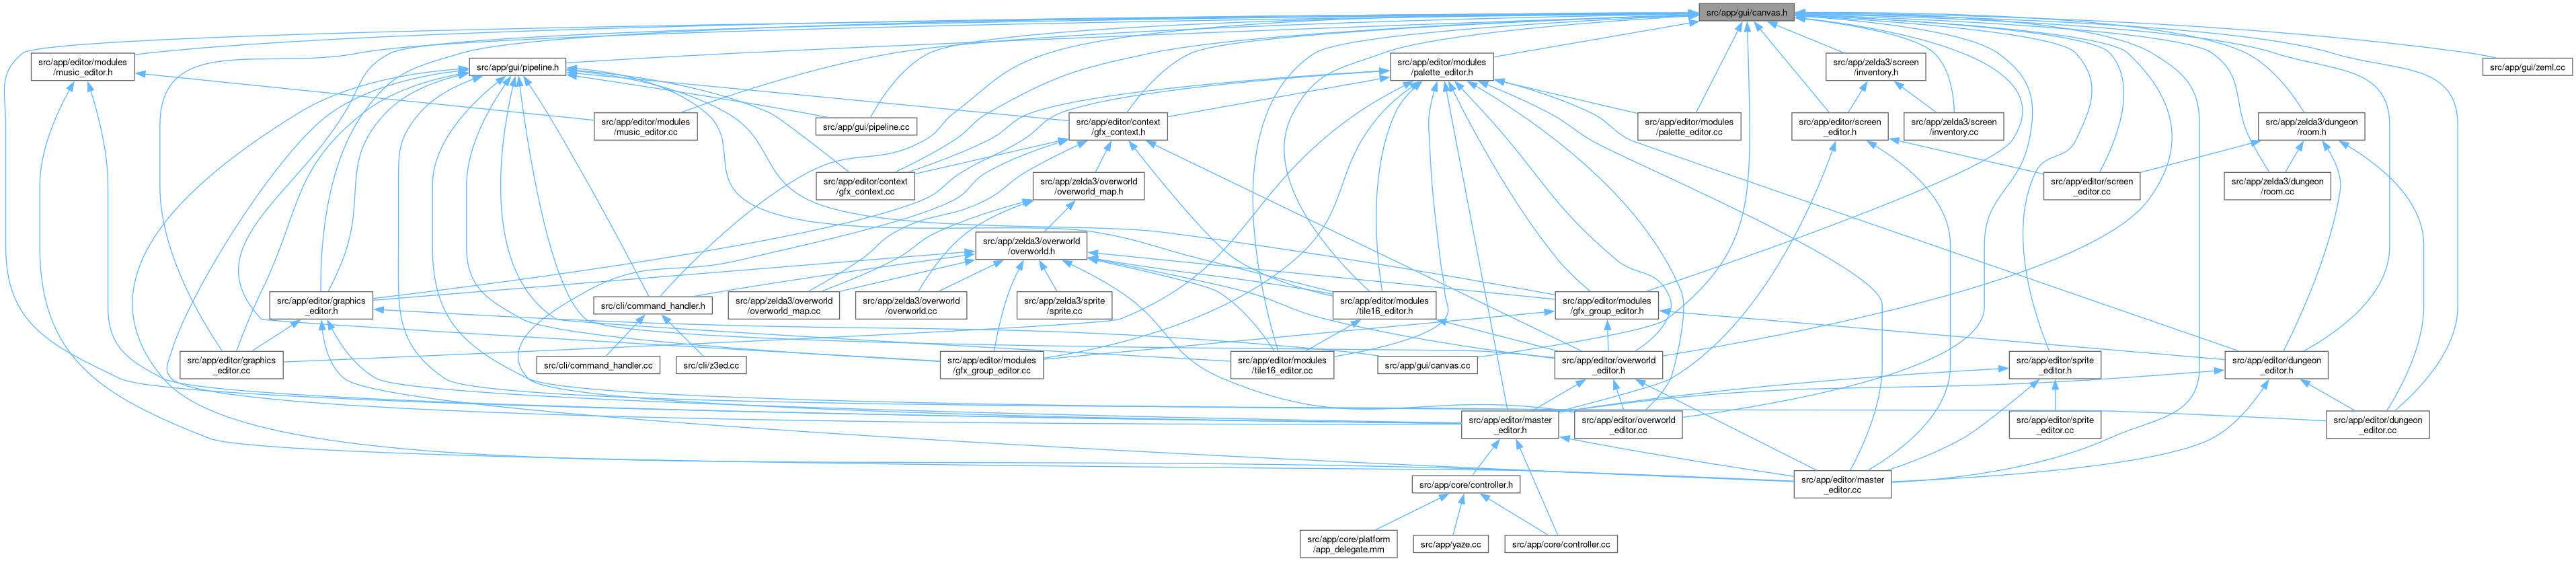 src/app/gui/canvas.h
src/app/editor/modules
/music_editor.h
src/app/gui/pipeline.h
src/app/editor/modules
/palette_editor.h
src/app/zelda3/screen
/inventory.h
src/app/gui/zeml.cc
src/app/editor/modules
/music_editor.cc
src/app/gui/pipeline.cc
src/app/editor/context
/gfx_context.h
src/app/editor/modules
/palette_editor.cc
src/app/editor/screen
_editor.h
src/app/zelda3/screen
/inventory.cc
src/app/zelda3/dungeon
/room.h
src/app/editor/context
/gfx_context.cc
src/app/zelda3/overworld
/overworld_map.h
src/app/editor/screen
_editor.cc
src/app/zelda3/dungeon
/room.cc
src/app/zelda3/overworld
/overworld.h
src/app/editor/graphics
_editor.h
src/cli/command_handler.h
src/app/zelda3/overworld
/overworld_map.cc
src/app/zelda3/overworld
/overworld.cc
src/app/zelda3/sprite
/sprite.cc
src/app/editor/modules
/tile16_editor.h
src/app/editor/modules
/gfx_group_editor.h
src/app/editor/graphics
_editor.cc
src/cli/command_handler.cc
src/cli/z3ed.cc
src/app/editor/modules
/gfx_group_editor.cc
src/app/editor/modules
/tile16_editor.cc
src/app/gui/canvas.cc
src/app/editor/overworld
_editor.h
src/app/editor/sprite
_editor.h
src/app/editor/dungeon
_editor.h
src/app/editor/master
_editor.h
src/app/editor/overworld
_editor.cc
src/app/editor/sprite
_editor.cc
src/app/editor/dungeon
_editor.cc
src/app/core/controller.h
src/app/editor/master
_editor.cc
src/app/core/platform
/app_delegate.mm
src/app/yaze.cc
src/app/core/controller.cc